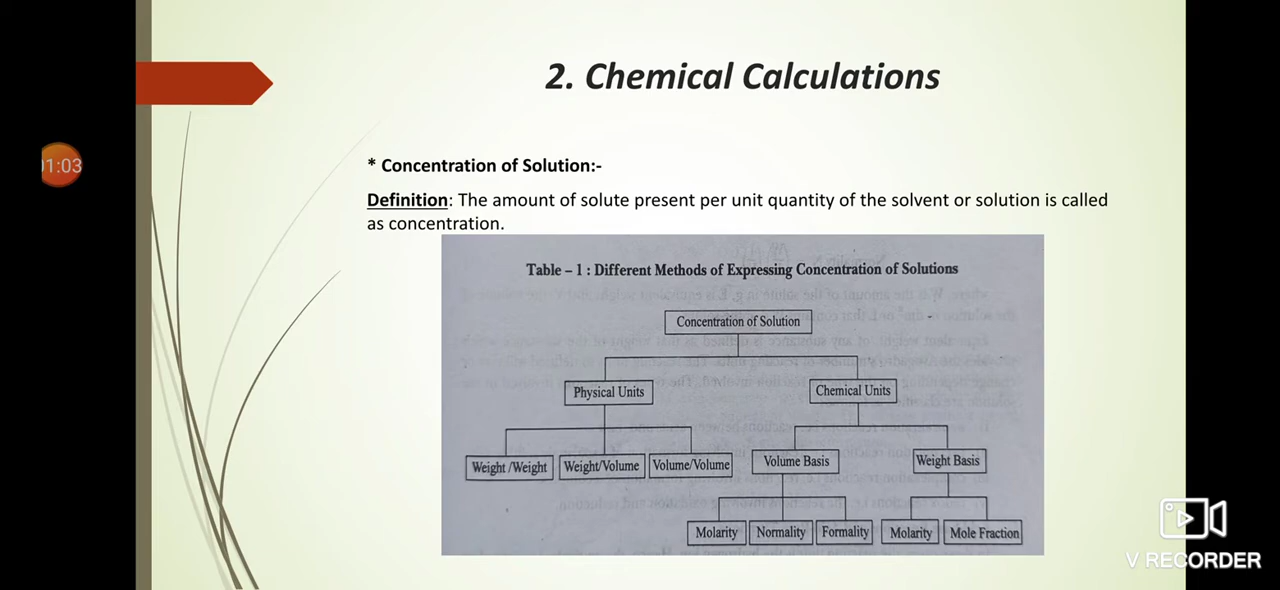 2. Chemical Calculations
1:03
* Concentration of Solution:-
Definition: The amount of solute present per unit quantity of the solvent or solution is called
as concentration.
Table – 1 : Different Methods of Expressing Concentration of Solutions
Concentration of Solution
Physical Units
Chemical Units
Weight /Weight
Weight/Volume
Volume/Volume
Volume Basis
Weight Basis
Molarity
Normality
Formality
Molarity
Mole Fraction
V RECORDER